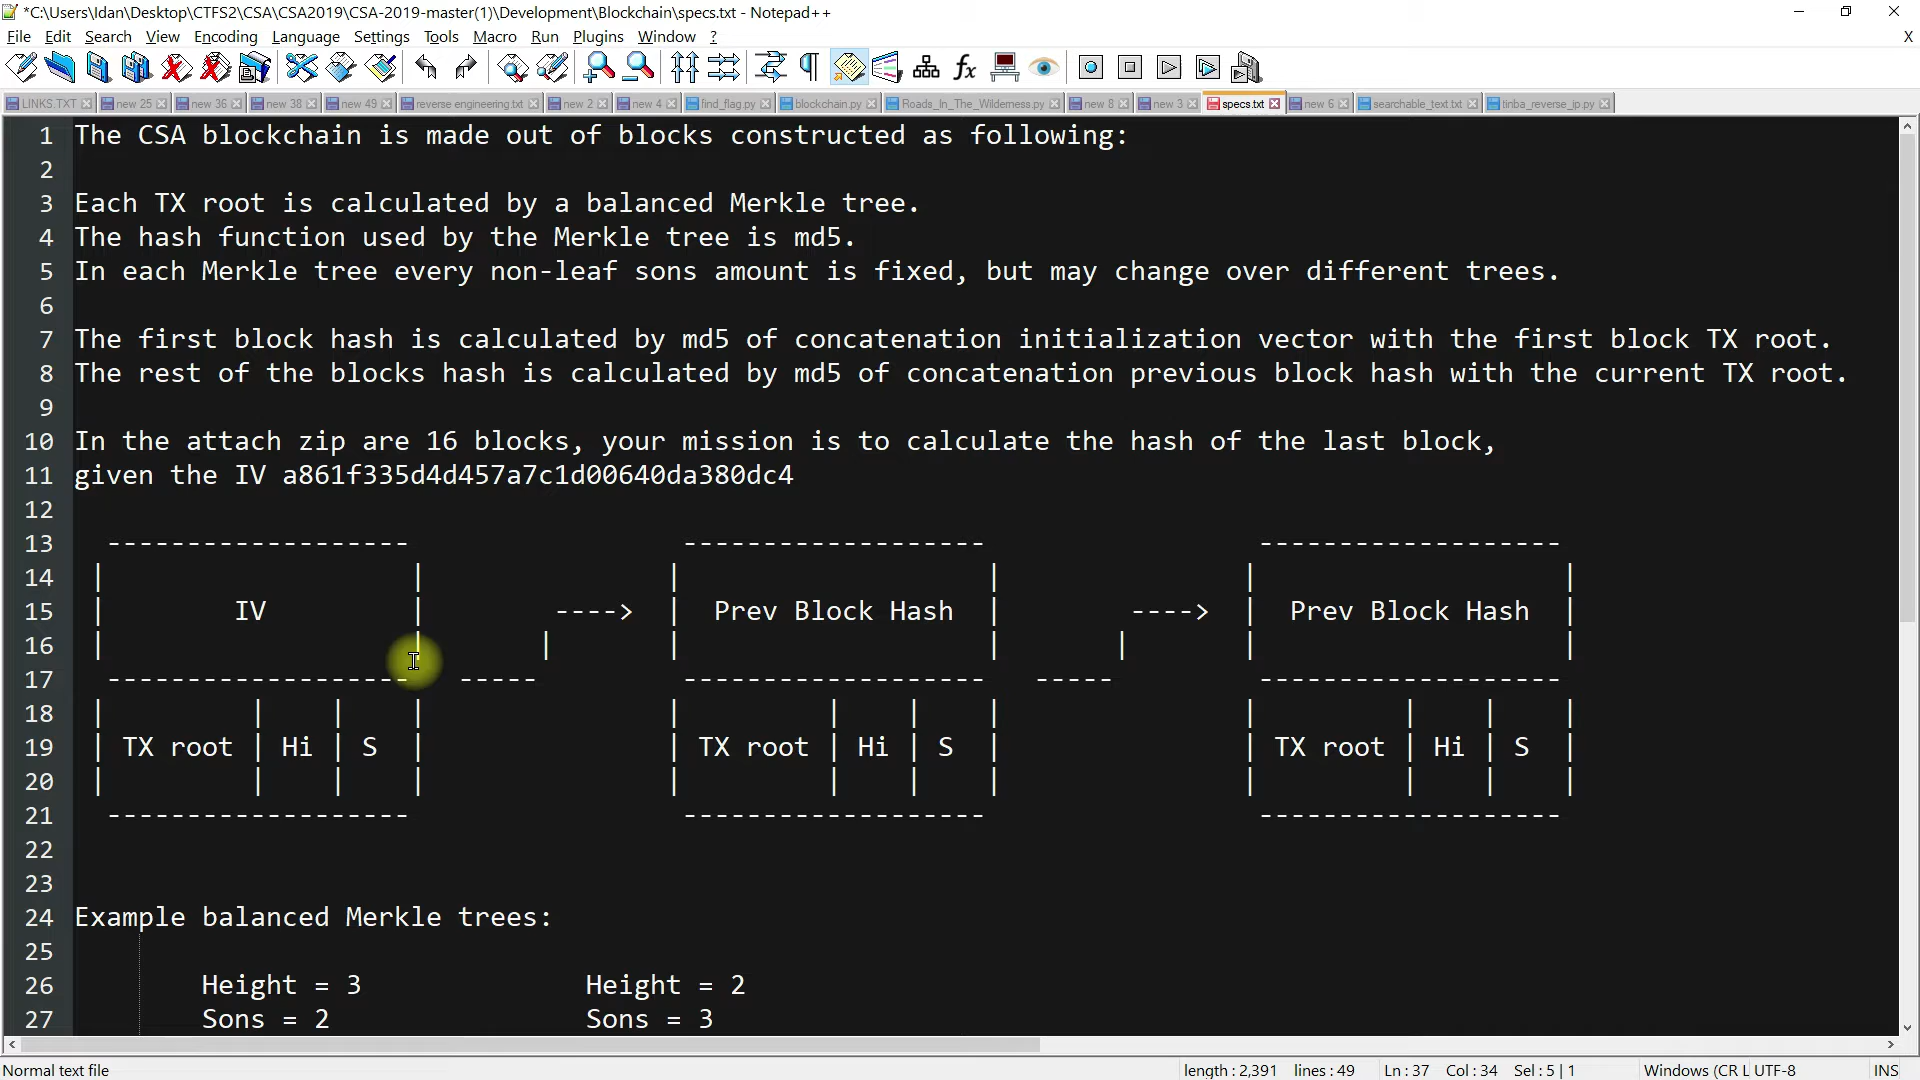 *C:\Users\Idan\Desktop\CTFS2\CSA\CSA2019\CSA-2019-master(1)\Development\Blockchain\specs.txt - Notepad++
File Edit Search View Encoding Language Settings Tools Macro Run Plugins Window ? X
LINKS.TXT new 25 new 36 new 38 new 49 reverse engineering.txt new 2 new 4 find_flag.py blockchain.py Roads_In_The_Wilderness.py new 8 new 3 specs.txt new 6 searchable_text.txt tinba_reverse_ip.py
1 The CSA blockchain is made out of blocks constructed as following:
2
3 Each TX root is calculated by a balanced Merkle tree.
4 The hash function used by the Merkle tree is md5.
5 In each Merkle tree every non-leaf sons amount is fixed, but may change over different trees.
6
7 The first block hash is calculated by md5 of concatenation initialization vector with the first block TX root.
8 The rest of the blocks hash is calculated by md5 of concatenation previous block hash with the current TX root.
9
10 In the attach zip are 16 blocks, your mission is to calculate the hash of the last block,
11 given the IV a861f335d4d457a7c1d00640da380dc4
12
13 ------------------- ------------------- -------------------
14 | | | | | |
15 | IV | ----> | Prev Block Hash | ----> | Prev Block Hash |
16 | | | | | | | |
17 ------------------- ----- ------------------- ----- -------------------
18 | | | | | | | | | | | |
19 | TX root | Hi | S | | TX root | Hi | S | | TX root | Hi | S |
20 | | | | | | | | | | | |
21 ------------------- ------------------- -------------------
22
23
24 Example balanced Merkle trees:
25
26 Height = 3 Height = 2
27 Sons = 2 Sons = 3
Normal text file length : 2,391 lines : 49 Ln : 37 Col : 34 Sel : 5 | 1 Windows (CR L UTF-8 INS